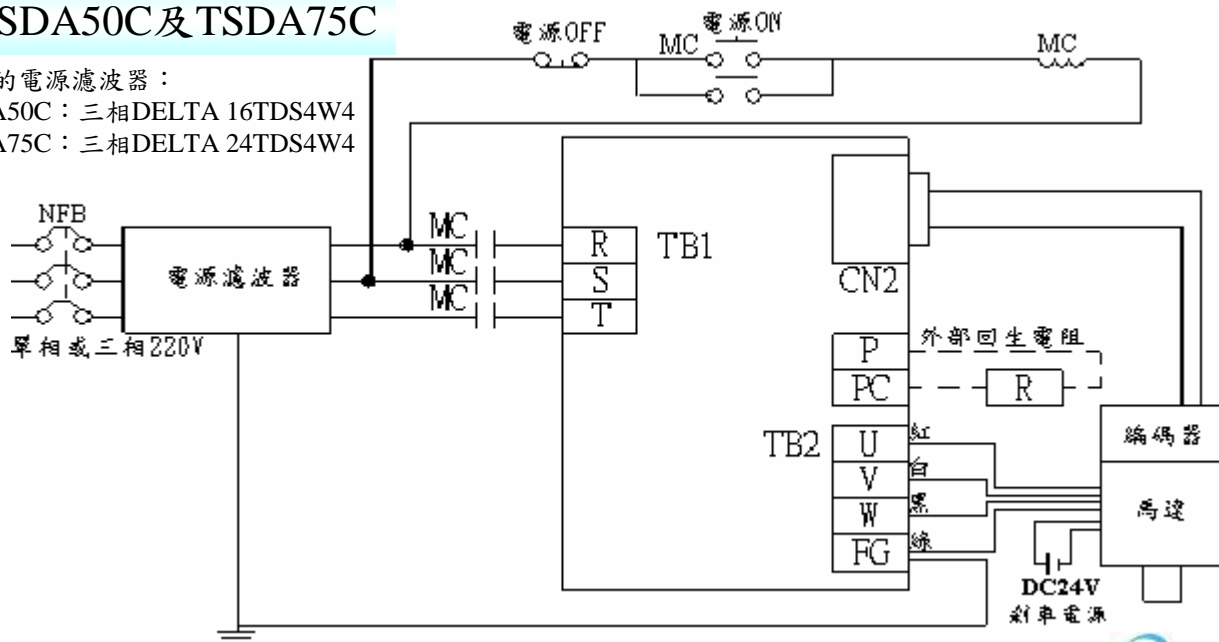 SDA50C及TSDA75C
的電源濾波器：
A50C：三相DELTA 16TDS4W4
A75C：三相DELTA 24TDS4W4
電源OFF
MC
電源ON
MC
NFB
電源濾波器
單相或三相220V
MC
MC
MC
R
S
T
TB1
CN2
P
PC
外部回生電阻
R
TB2
U
V
W
FG
紅
白
黑
綠
編碼器
馬達
DC24V
剎車電源